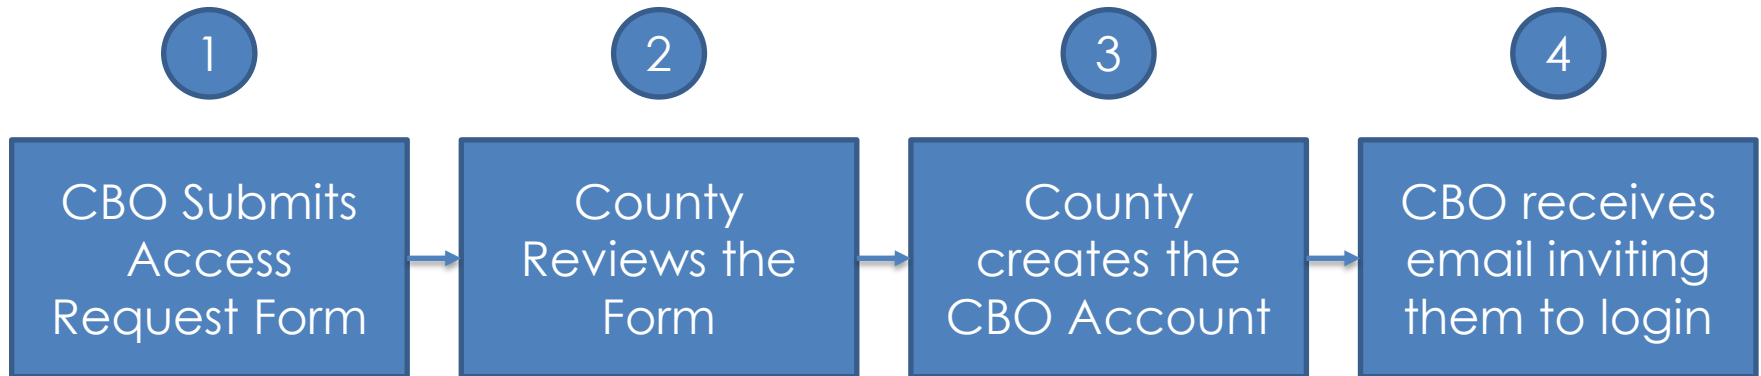 1
2
3
4
CBO Submits
Access
Request Form
County
Reviews the
Form
County
creates the
CBO Account
CBO receives
email inviting
them to login